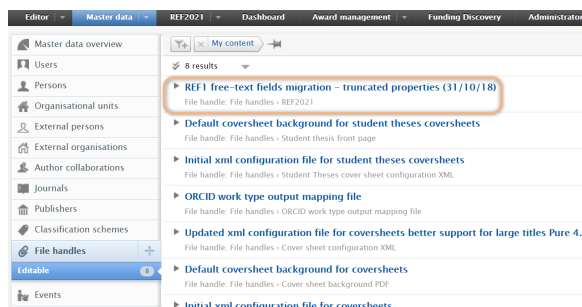 Editor Master data REF2021 Dashboard Award management Funding Discovery Administrator
Master data overview
Users
Persons
Organisational units
External persons
External organisations
Author collaborations
Journals
Publishers
Classification schemes
File handles +
Editable 8
Events
My content
8 results
REF1 free-text fields migration - truncated properties (31/10/18)
File handle: File handles › REF2021
Default coversheet background for student theses coversheets
File handle: File handles › Student thesis front page
Initial xml configuration file for student theses coversheets
File handle: File handles › Student Theses cover sheet configuration XML
ORCID work type output mapping file
File handle: File handles › ORCID work type output mapping file
Updated xml configuration file for coversheets better support for large titles Pure 4.
File handle: File handles › Cover sheet configuration XML
Default coversheet background for coversheets
File handle: File handles › Cover sheet background PDF
Initial xml configuration file for coversheets